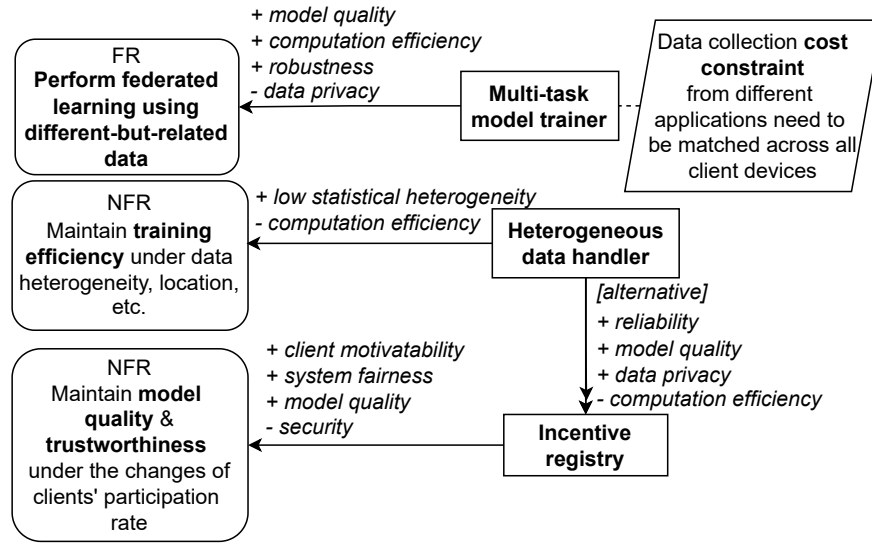 + model quality
+ computation efficiency
+ robustness
- data privacy
FR
Perform federated
learning using
different-but-related
data
Multi-task
model trainer
Data collection cost
constraint
from different
applications need to
be matched across all
client devices
NFR
Maintain training
efficiency under data
heterogeneity, location,
etc.
+ low statistical heterogeneity
- computation efficiency
Heterogeneous
data handler
[alternative]
+ reliability
+ model quality
+ data privacy
- computation efficiency
NFR
Maintain model
quality &
trustworthiness
under the changes of
clients' participation
rate
+ client motivatability
+ system fairness
+ model quality
- security
Incentive
registry